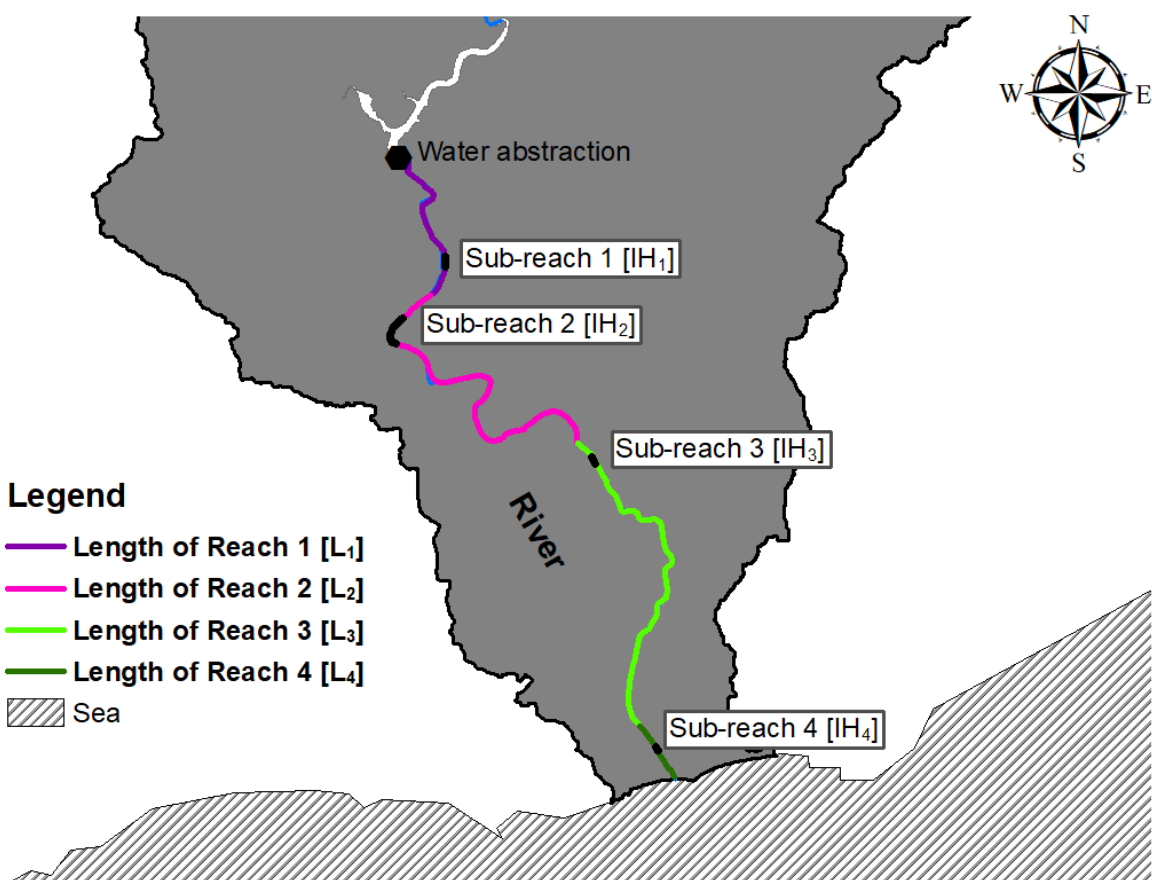 N
W
E
S
Water abstraction
Sub-reach 1 [IH₁]
Sub-reach 2 [IH₂]
Sub-reach 3 [IH₃]
River
Sub-reach 4 [IH₄]
Legend
Length of Reach 1 [L₁]
Length of Reach 2 [L₂]
Length of Reach 3 [L₃]
Length of Reach 4 [L₄]
Sea